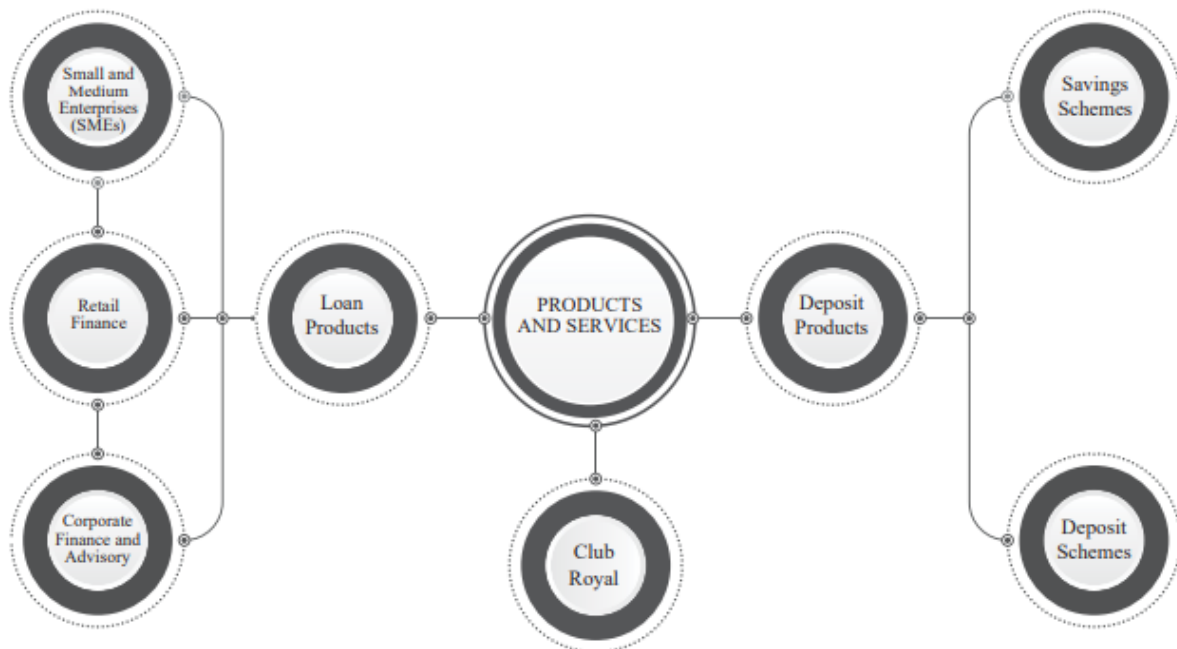 Small and
Medium
Enterprises
(SMEs)
Savings
Schemes
Retail
Finance
Loan
Products
PRODUCTS
AND SERVICES
Deposit
Products
Corporate
Finance and
Advisory
Club
Royal
Deposit
Schemes